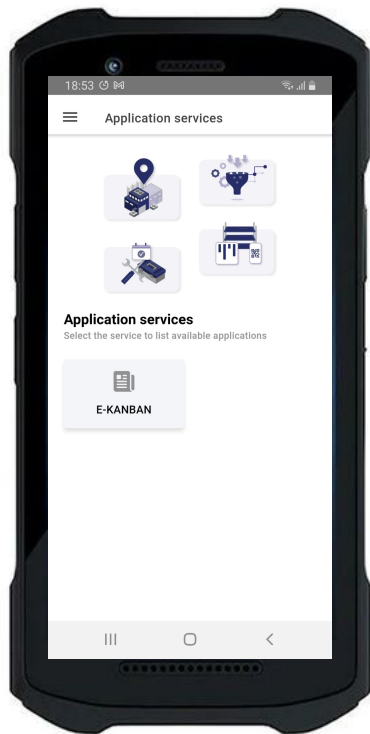 18:53
Application services
Application services
Select the service to list available applications
E-KANBAN